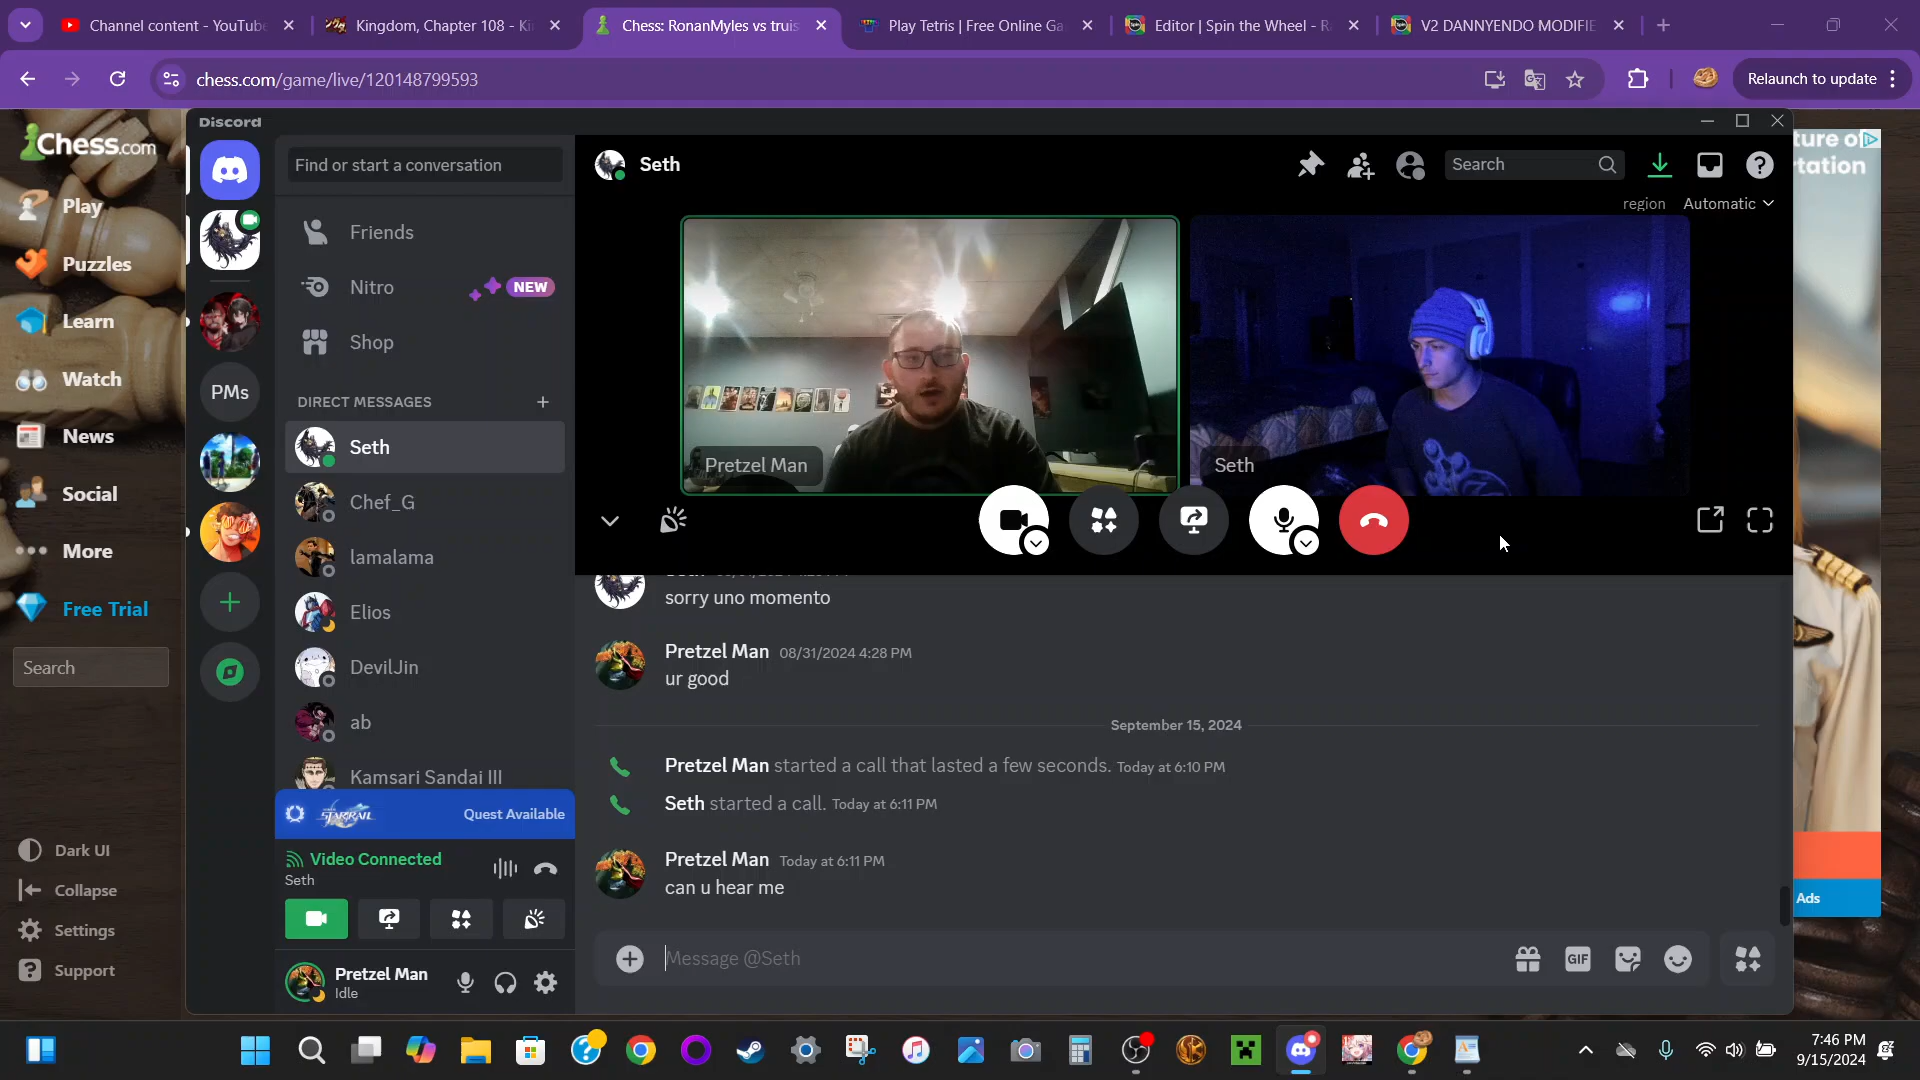 Channel content - YouTube
Kingdom, Chapter 108 - Ki
Chess: RonanMyles vs truis
Play Tetris | Free Online Ga
Editor | Spin the Wheel - R
V2 DANNYENDO MODIFIE
chess.com/game/live/120148799593
Relaunch to update
Discord
Chess.com
Play
Puzzles
Learn
Watch
News
Social
More
Free Trial
Search
Dark UI
Collapse
Settings
Support
PMs
Find or start a conversation
Friends
Nitro
NEW
Shop
DIRECT MESSAGES
Seth
Chef_G
lamalama
Elios
DevilJin
ab
Kamsari Sandai III
STARRAIL
Quest Available
Video Connected
Seth
Pretzel Man
Idle
Seth
Search
region Automatic
Pretzel Man
Seth
sorry uno momento
Pretzel Man 08/31/2024 4:28 PM
ur good
September 15, 2024
Pretzel Man started a call that lasted a few seconds. Today at 6:10 PM
Seth started a call. Today at 6:11 PM
Pretzel Man Today at 6:11 PM
can u hear me
Message @Seth
GIF
ture of
tation
Ads
7:46 PM
9/15/2024